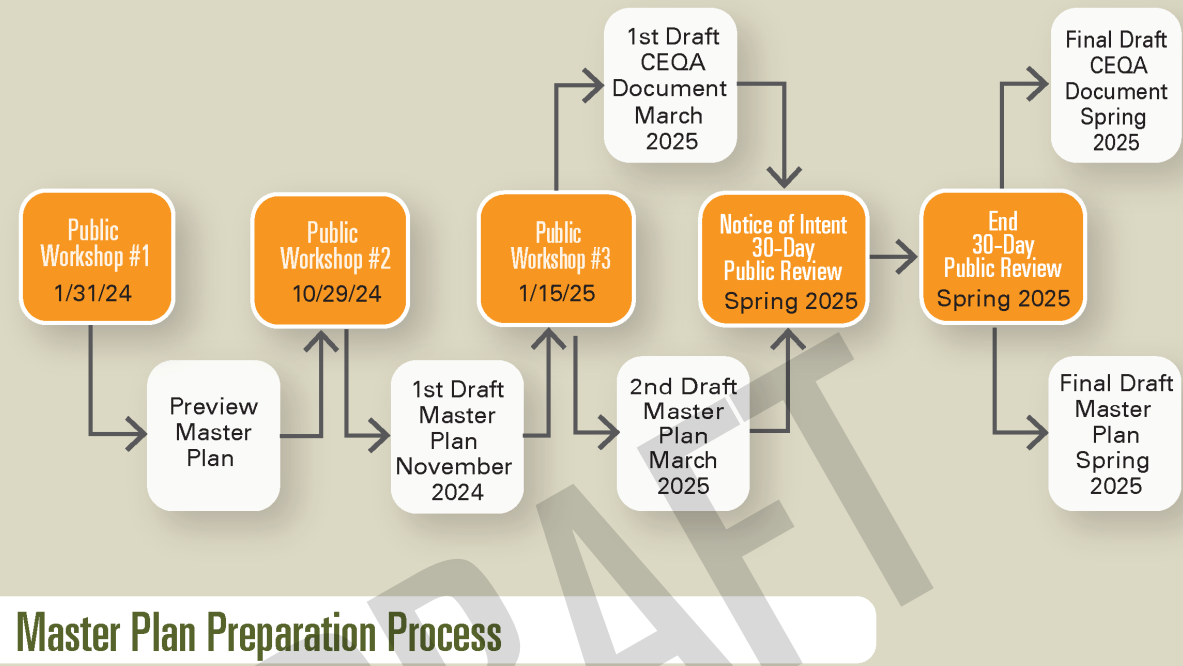 1st Draft
CEQA
Document
March
2025
Final Draft
CEQA
Document
Spring
2025
Public
Workshop #1
1/31/24
Public
Workshop #2
10/29/24
Public
Workshop #3
1/15/25
Notice of Intent
30-Day
Public Review
Spring 2025
End
30-Day
Public Review
Spring 2025
Preview
Master
Plan
1st Draft
Master
Plan
November
2024
2nd Draft
Master
Plan
March
2025
Final Draft
Master
Plan
Spring
2025
DRAFT
Master Plan Preparation Process